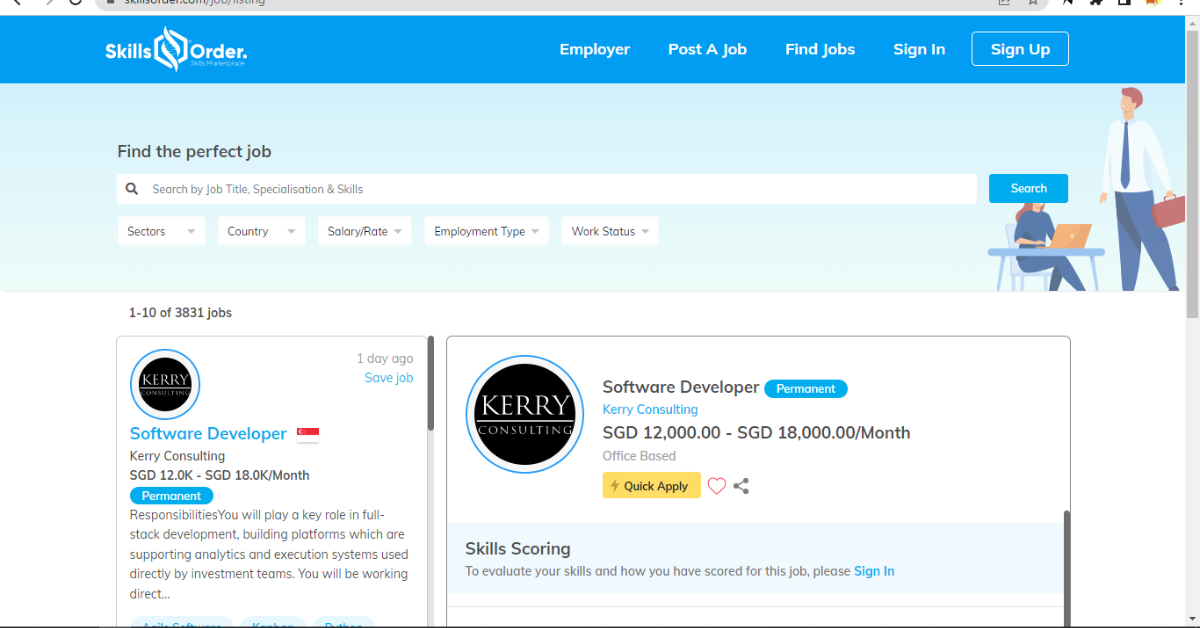 skillsorder.com/job/listing
Skills Order.
Skills Marketplace
Employer Post A Job Find Jobs Sign In Sign Up
Find the perfect job
Search by Job Title, Specialisation & Skills Search
Sectors Country Salary/Rate Employment Type Work Status
1-10 of 3831 jobs
1 day ago
Save job
KERRY
CONSULTING
Software Developer
Kerry Consulting
SGD 12.0K - SGD 18.0K/Month
Permanent
ResponsibilitiesYou will play a key role in full-
stack development, building platforms which are
supporting analytics and execution systems used
directly by investment teams. You will be working
direct...
Agile Software Kanban Python
KERRY
CONSULTING
Software Developer Permanent
Kerry Consulting
SGD 12,000.00 - SGD 18,000.00/Month
Office Based
Quick Apply
Skills Scoring
To evaluate your skills and how you have scored for this job, please Sign In